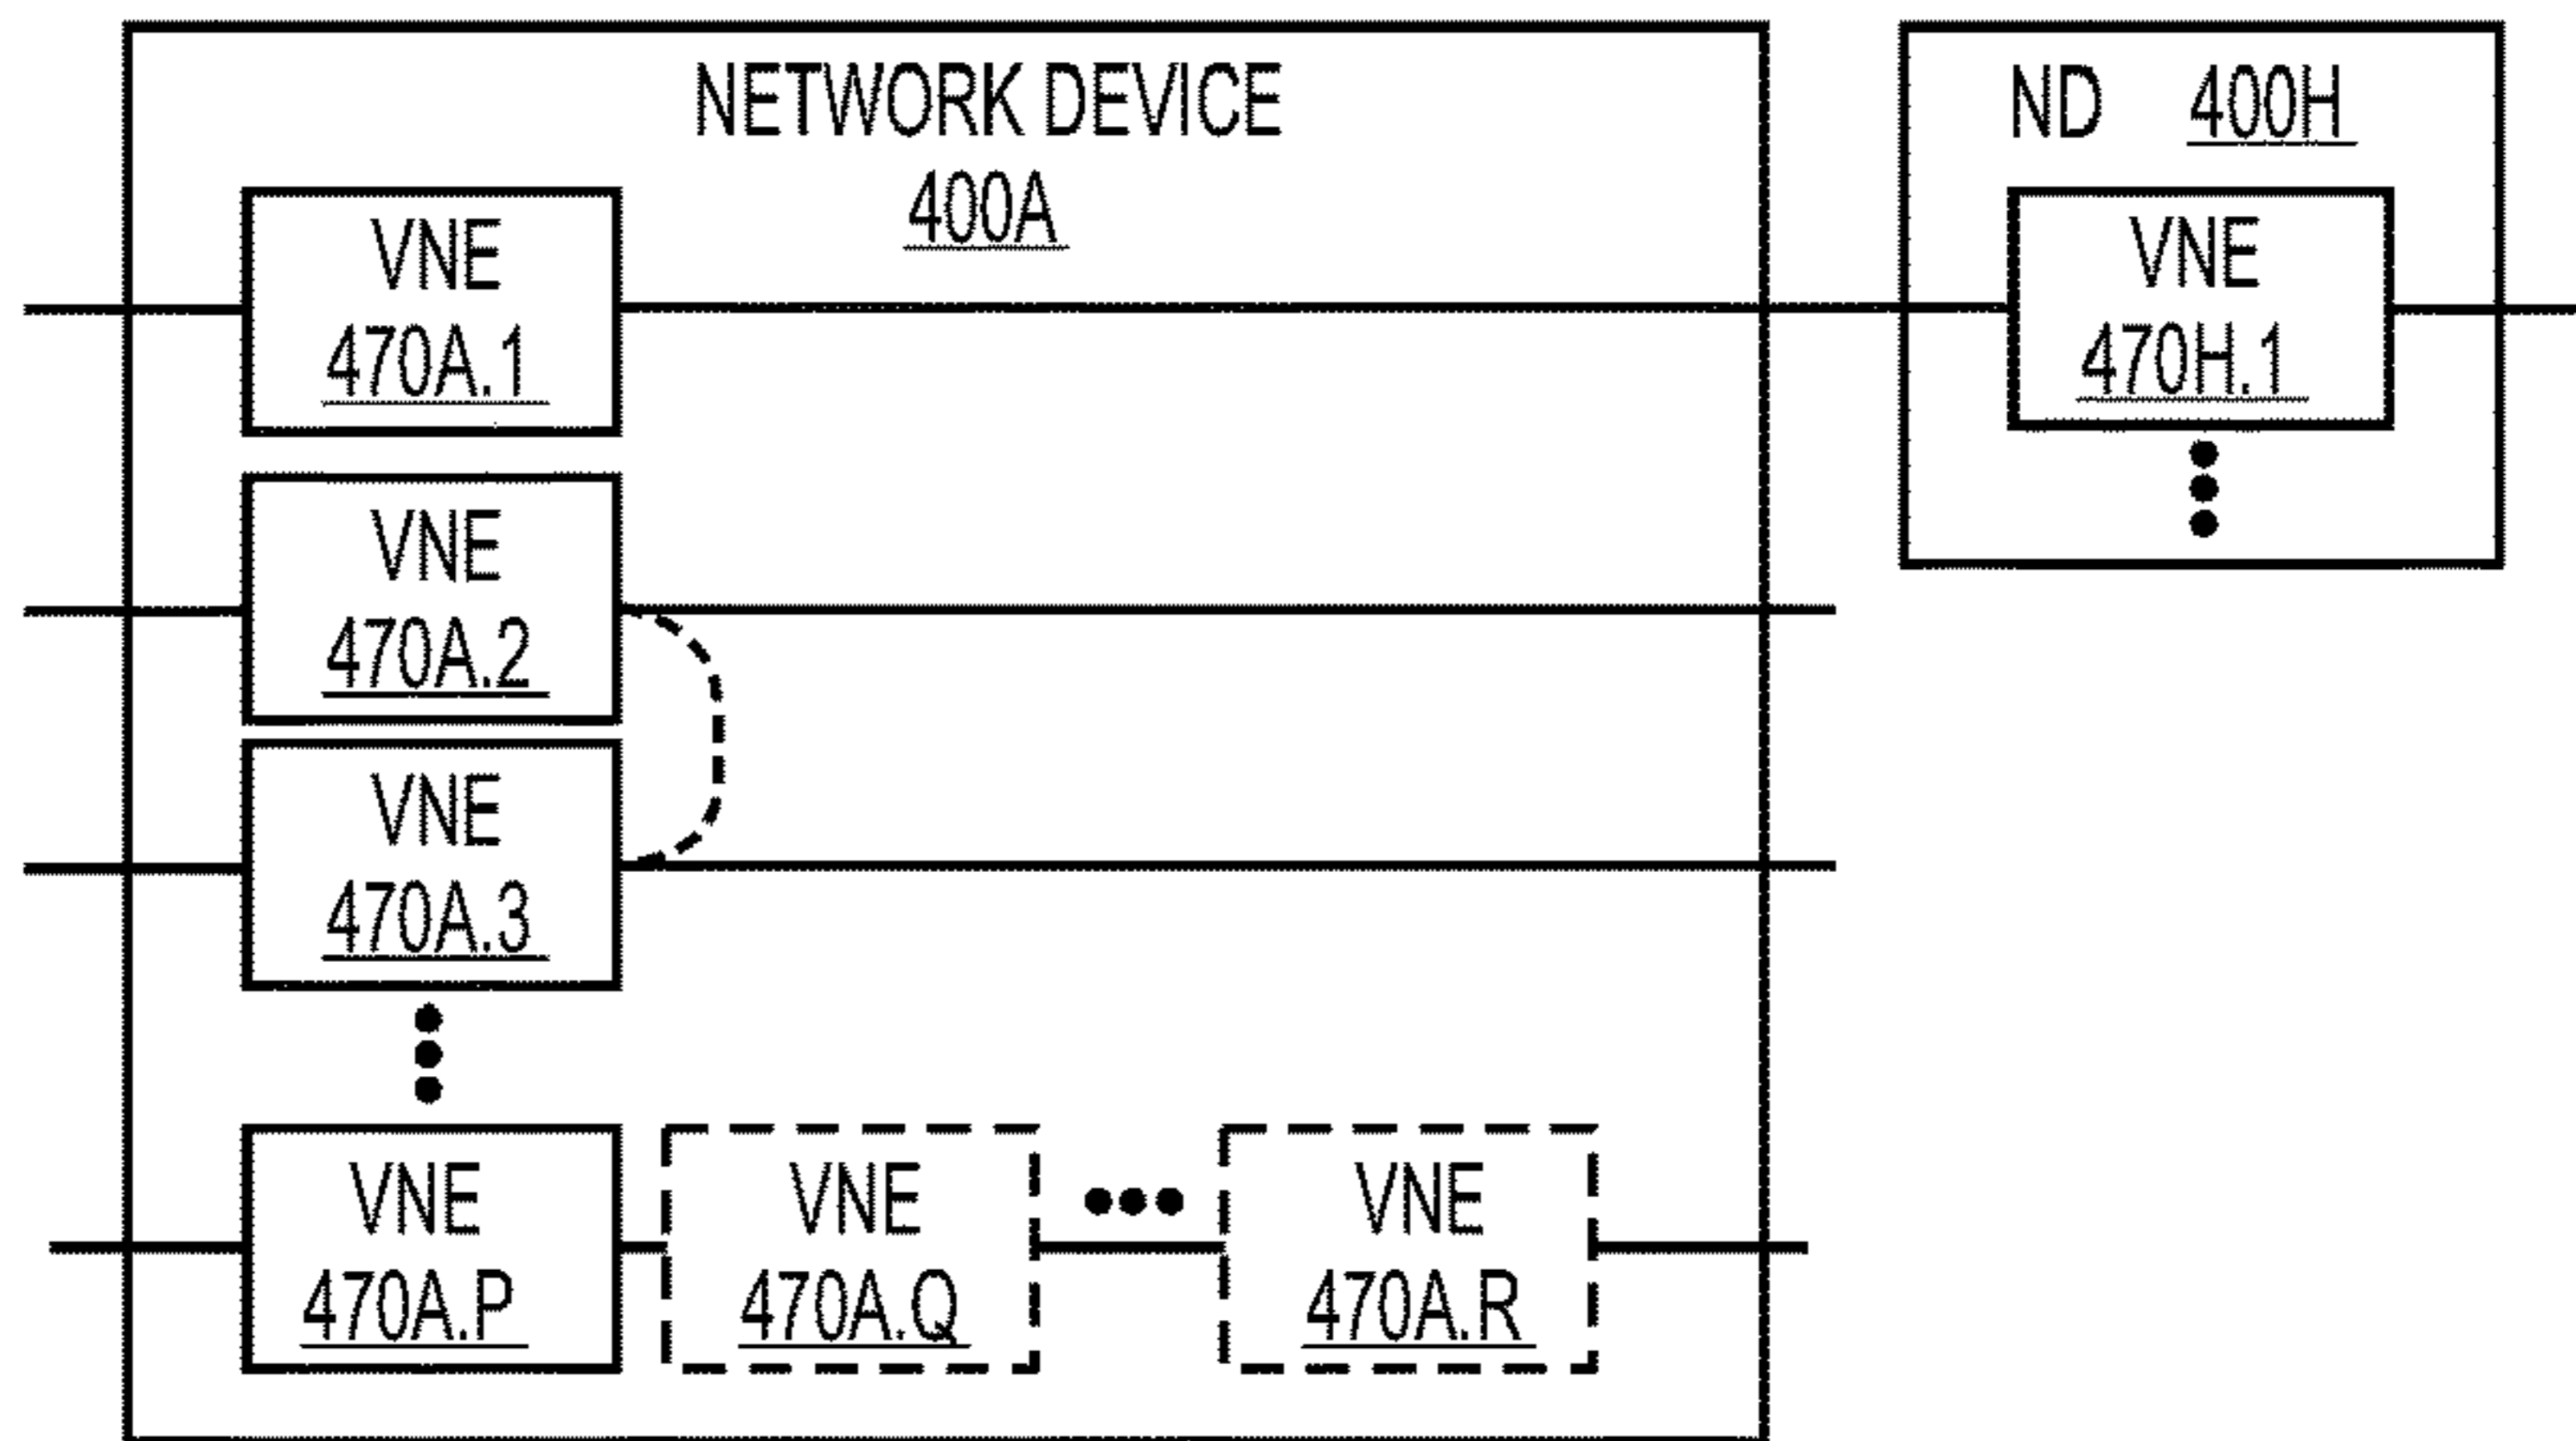 NETWORK DEVICE
400A
ND 400H
VNE
470A.1
VNE
470H.1
VNE
470A.2
VNE
470A.3
VNE
470A.P
VNE
470A.Q
VNE
470A.R